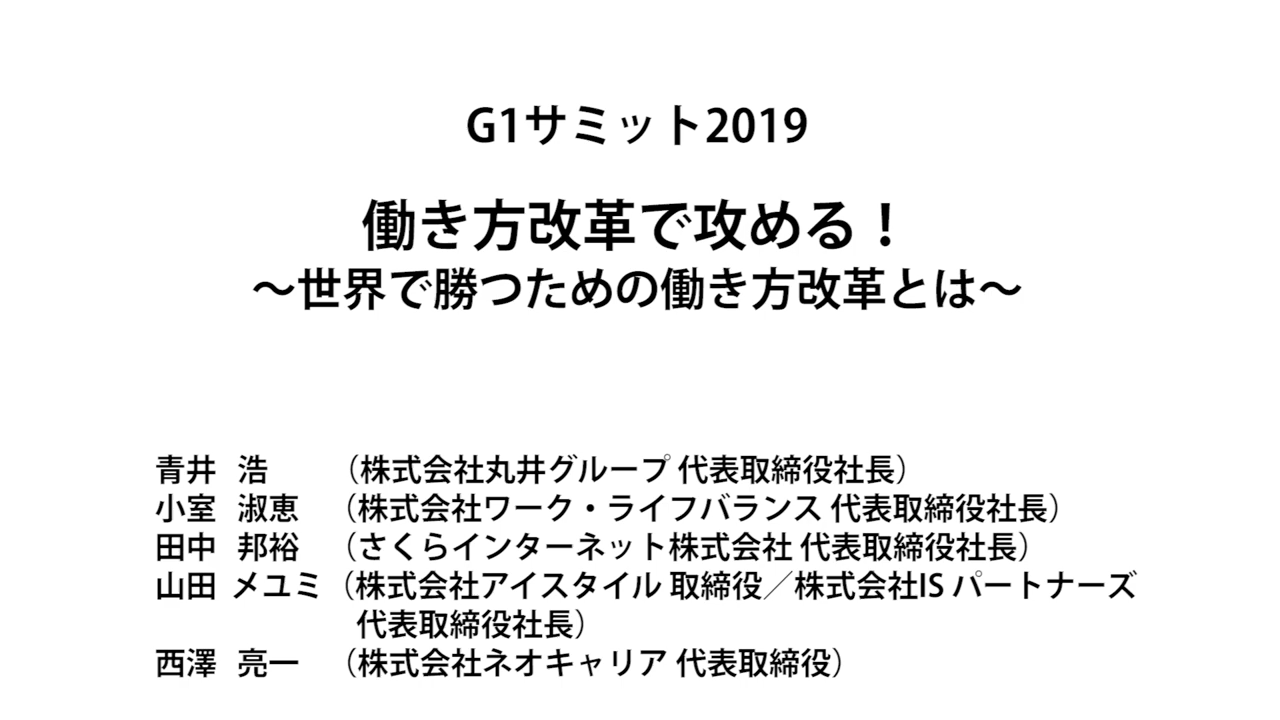 G1サミット2019
働き方改革で攻める！
～世界で勝つための働き方改革とは～
青井 浩 （株式会社丸井グループ 代表取締役社長）
小室 淑恵 （株式会社ワーク・ライフバランス 代表取締役社長）
田中 邦裕 （さくらインターネット株式会社 代表取締役社長）
山田 メユミ（株式会社アイスタイル 取締役／株式会社IS パートナーズ
代表取締役社長）
西澤 亮一 （株式会社ネオキャリア 代表取締役）